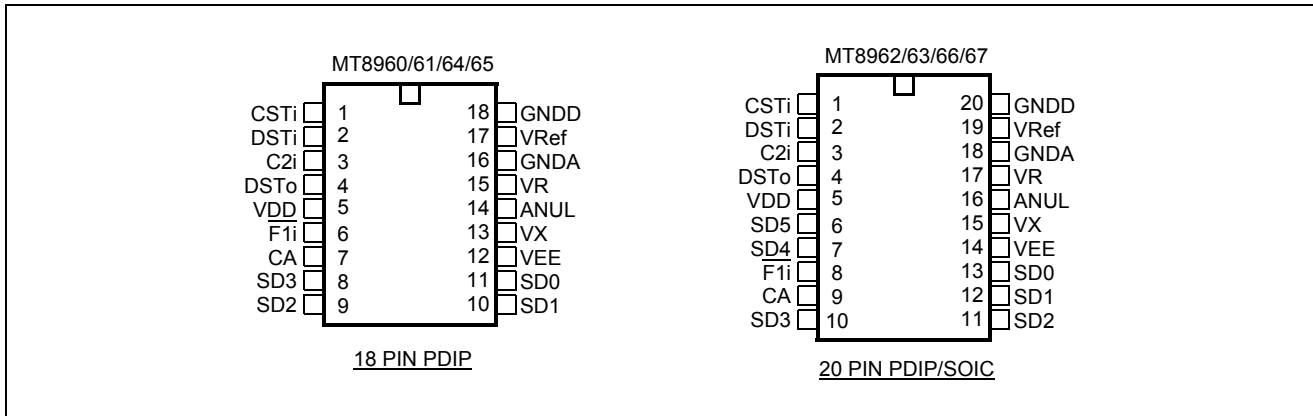 MT8960/61/64/65
CSTi 1 18 GNDD
DSTi 2 17 VRef
C2i 3 16 GNDA
DSTo 4 15 VR
VDD 5 14 ANUL
F1i 6 13 VX
CA 7 12 VEE
SD3 8 11 SD0
SD2 9 10 SD1
18 PIN PDIP
MT8962/63/66/67
CSTi 1 20 GNDD
DSTi 2 19 VRef
C2i 3 18 GNDA
DSTo 4 17 VR
VDD 5 16 ANUL
SD5 6 15 VX
SD4 7 14 VEE
F1i 8 13 SD0
CA 9 12 SD1
SD3 10 11 SD2
20 PIN PDIP/SOIC